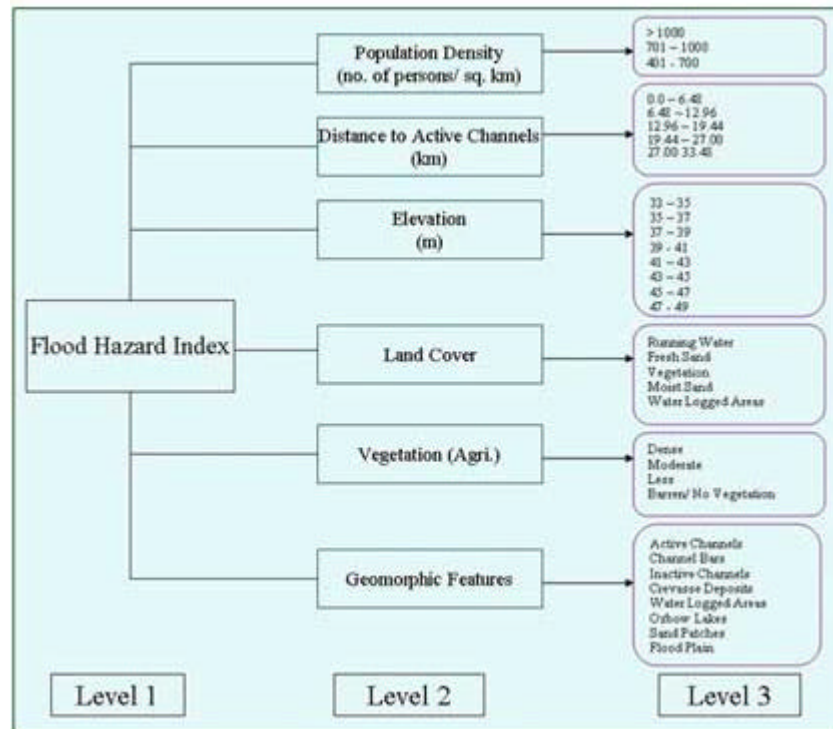 Population Density
(no. of persons/ sq. km)
> 1000
701 – 1000
401 - 700
Distance to Active Channels
(km)
0.0 – 6.48
6.48 – 12.96
12.96 – 19.44
19.44 – 27.00
27.00 33.48
Elevation
(m)
33 – 35
35 – 37
37 – 39
39 - 41
41 – 43
43 – 45
45 – 47
47 - 49
Flood Hazard Index
Land Cover
Running Water
Fresh Sand
Vegetation
Moist Sand
Water Logged Areas
Vegetation (Agri.)
Dense
Moderate
Less
Barren/ No Vegetation
Geomorphic Features
Active Channels
Channel Bars
Inactive Channels
Crevasse Deposits
Water Logged Areas
Oxbow Lakes
Sand Patches
Flood Plain
Level 1
Level 2
Level 3